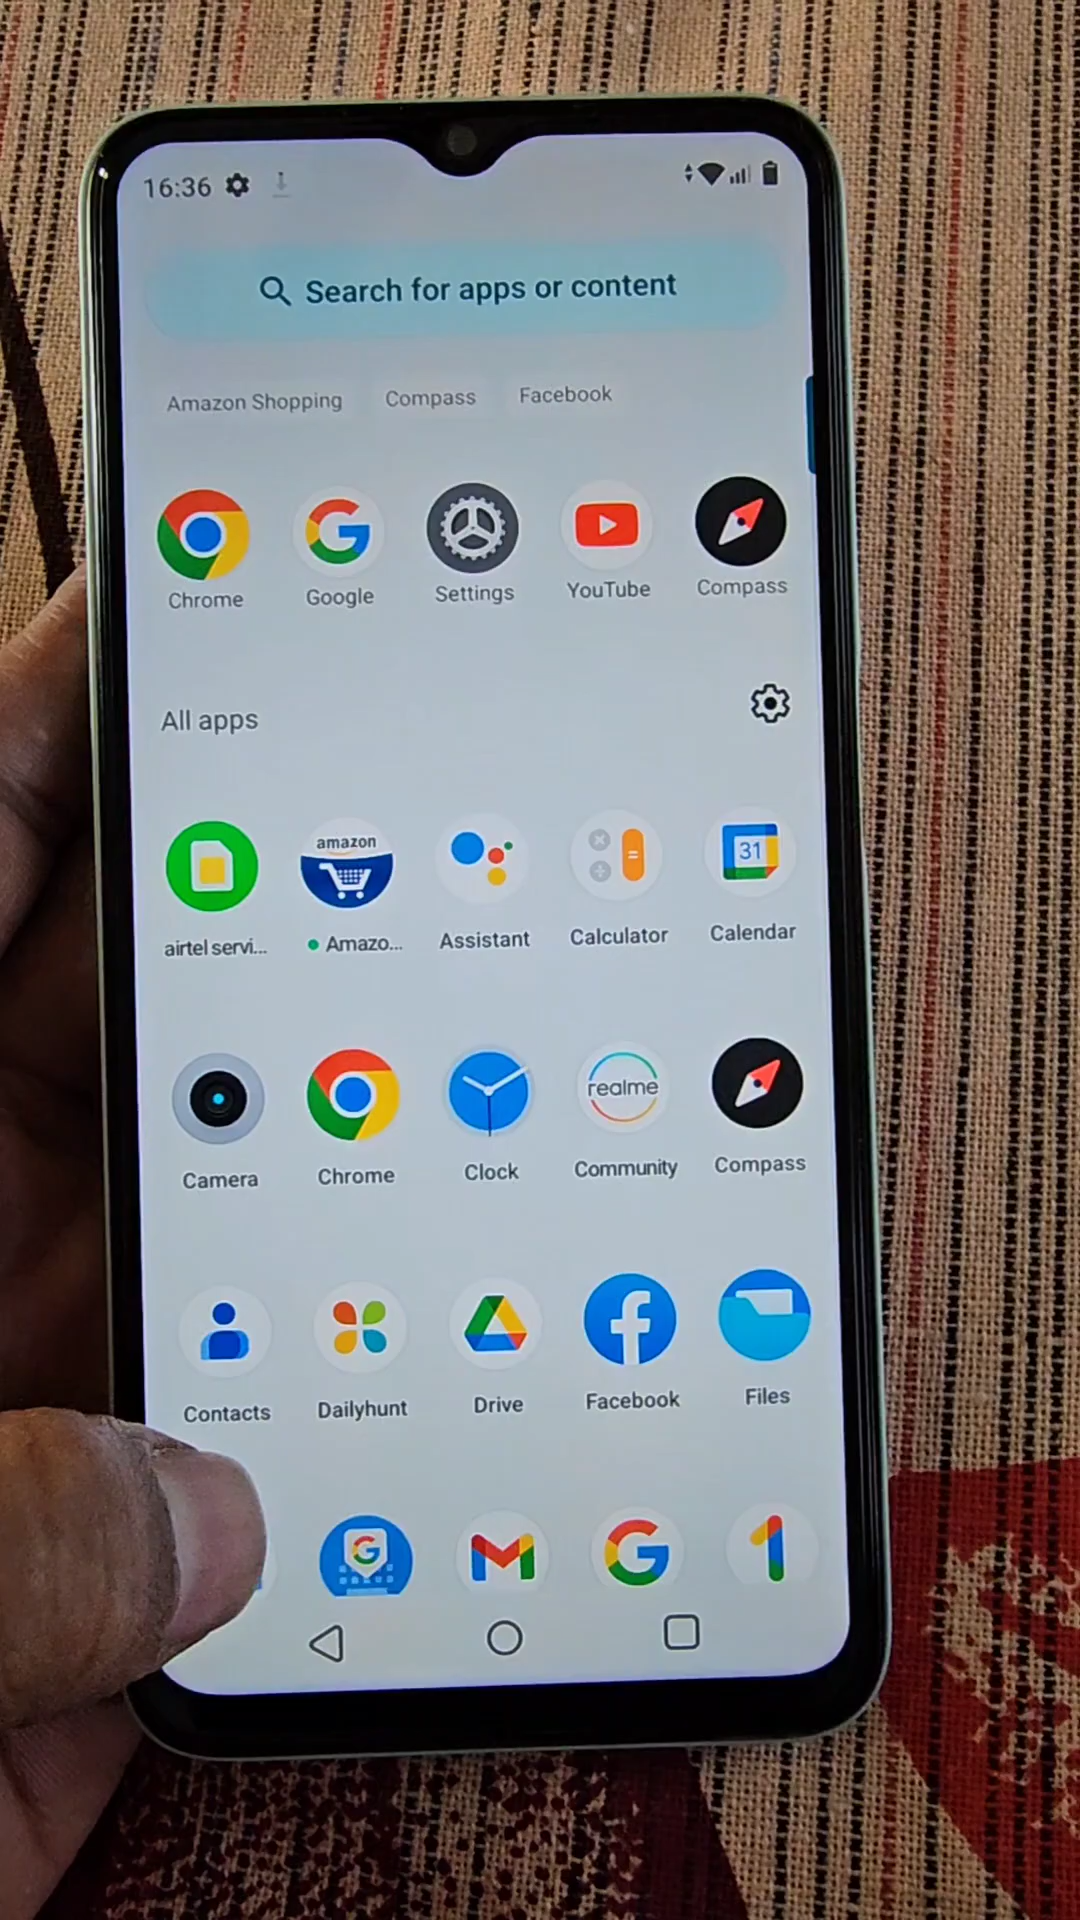 16:36
Search for apps or content
Amazon Shopping Compass Facebook
Chrome Google Settings YouTube Compass
All apps
amazon
31
airtel servi... Amazo... Assistant Calculator Calendar
realme
Camera Chrome Clock Community Compass
Contacts Dailyhunt Drive Facebook Files